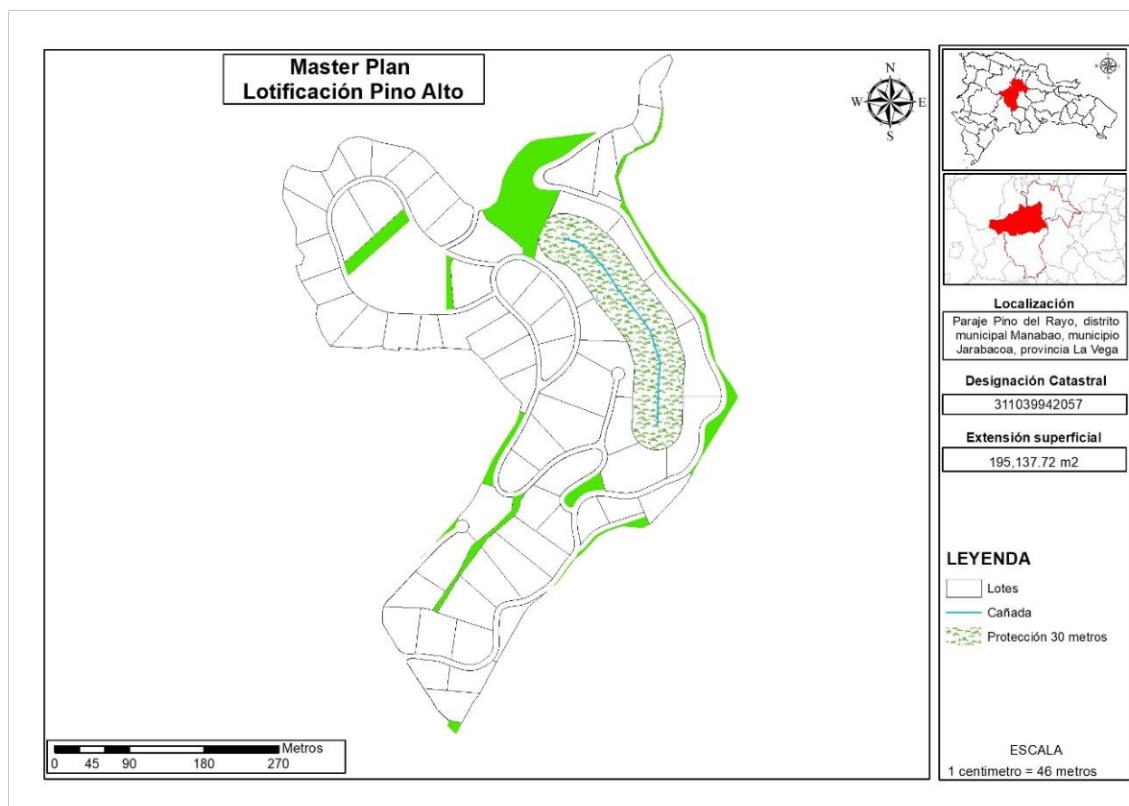 Master Plan
Lotificación Pino Alto
N
W
E
S
Localización
Paraje Pino del Rayo, distrito
municipal Manabao, municipio
Jarabacoa, provincia La Vega
Designación Catastral
311039942057
Extensión superficial
195,137.72 m2
LEYENDA
Lotes
Cañada
Protección 30 metros
Metros
0 45 90 180 270
ESCALA
1 centimetro = 46 metros